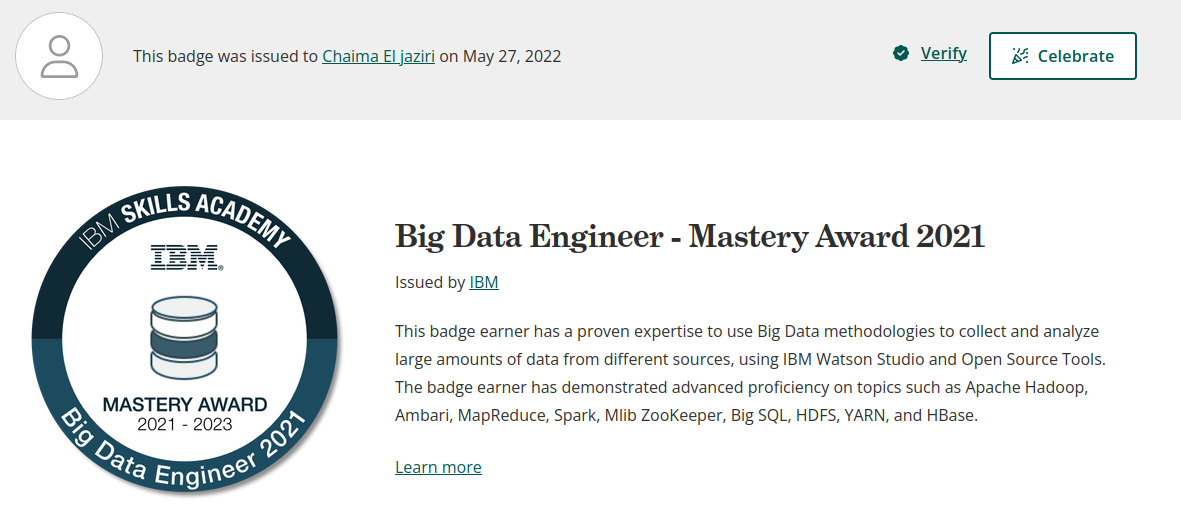 This badge was issued to Chaima El jaziri on May 27, 2022
Verify
Celebrate
IBM SKILLS ACADEMY
IBM®
MASTERY AWARD
2021 - 2023
Big Data Engineer 2021
Big Data Engineer - Mastery Award 2021
Issued by IBM
This badge earner has a proven expertise to use Big Data methodologies to collect and analyze
large amounts of data from different sources, using IBM Watson Studio and Open Source Tools.
The badge earner has demonstrated advanced proficiency on topics such as Apache Hadoop,
Ambari, MapReduce, Spark, Mlib ZooKeeper, Big SQL, HDFS, YARN, and HBase.
Learn more